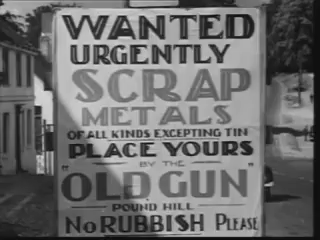 WANTED
URGENTLY
SCRAP
METALS
OF ALL KINDS EXCEPTING TIN
PLACE YOURS
BY THE
"OLD GUN"
POUND HILL
NO RUBBISH PLEASE